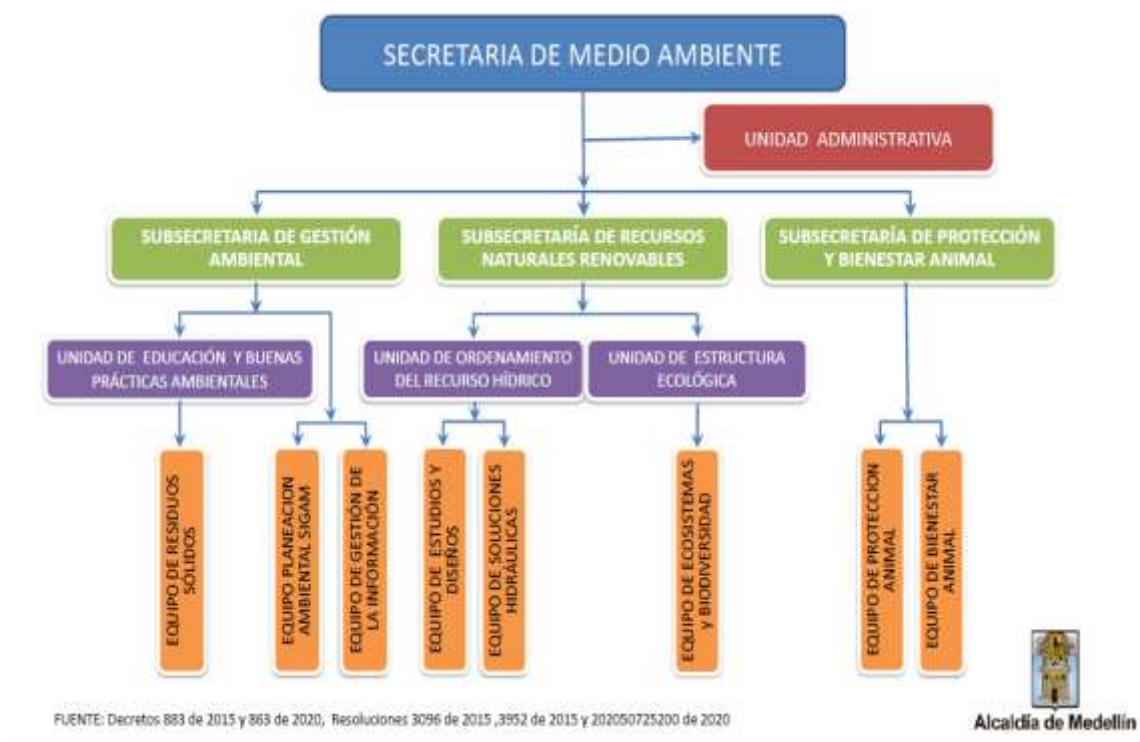 SECRETARIA DE MEDIO AMBIENTE
UNIDAD ADMINISTRATIVA
SUBSECRETARIA DE GESTIÓN
AMBIENTAL
SUBSECRETARÍA DE RECURSOS
NATURALES RENOVABLES
SUBSECRETARÍA DE PROTECCIÓN
Y BIENESTAR ANIMAL
UNIDAD DE EDUCACIÓN Y BUENAS
PRÁCTICAS AMBIENTALES
UNIDAD DE ORDENAMIENTO
DEL RECURSO HÍDRICO
UNIDAD DE ESTRUCTURA
ECOLÓGICA
EQUIPO DE RESIDUOS
SÓLIDOS
EQUIPO PLANEACION
AMBIENTAL SIGAM
EQUIPO DE GESTIÓN DE
LA INFORMACIÓN
EQUIPO DE ESTUDIOS Y
DISEÑOS
EQUIPO DE SOLUCIONES
HIDRÁULICAS
EQUIPO DE ECOSISTEMAS
y BIODIVERSIDAD
EQUIPO DE PROTECCION
ANIMAL
EQUIPO DE BIENESTAR
ANIMAL
FUENTE: Decretos 883 de 2015 y 863 de 2020, Resoluciones 3096 de 2015 ,3952 de 2015 y 202050725200 de 2020
Alcaldía de Medellín